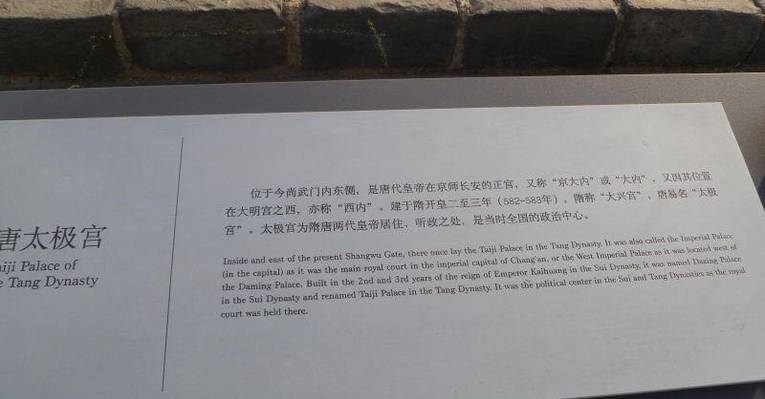 唐太极宫
aiji Palace of
e Tang Dynasty
位于今尚武门内东侧，是唐代皇帝在京师长安的正宫，又称“京大内”或“大内”，又因其位置
在大明宫之西，亦称“西内”。建于隋开皇二至三年（582-583年），隋称“大兴宫”，唐易名“太极
宫”。太极宫为隋唐两代皇帝居住、听政之处，是当时全国的政治中心。
Inside and east of the present Shangwu Gate, there once lay the Taiji Palace in the Tang Dynasty. It was also called the Imperial Palace
(in the capital) as it was the main royal court in the imperial capital of Chang'an, or the West Imperial Palace as it was located west of
the Daming Palace. Built in the 2nd and 3rd years of the reign of Emperor Kaihuang in the Sui Dynasty, it was named Daxing Palace
in the Sui Dynasty and renamed Taiji Palace in the Tang Dynasty. It was the political center in the Sui and Tang Dynasties as the royal
court was held there.